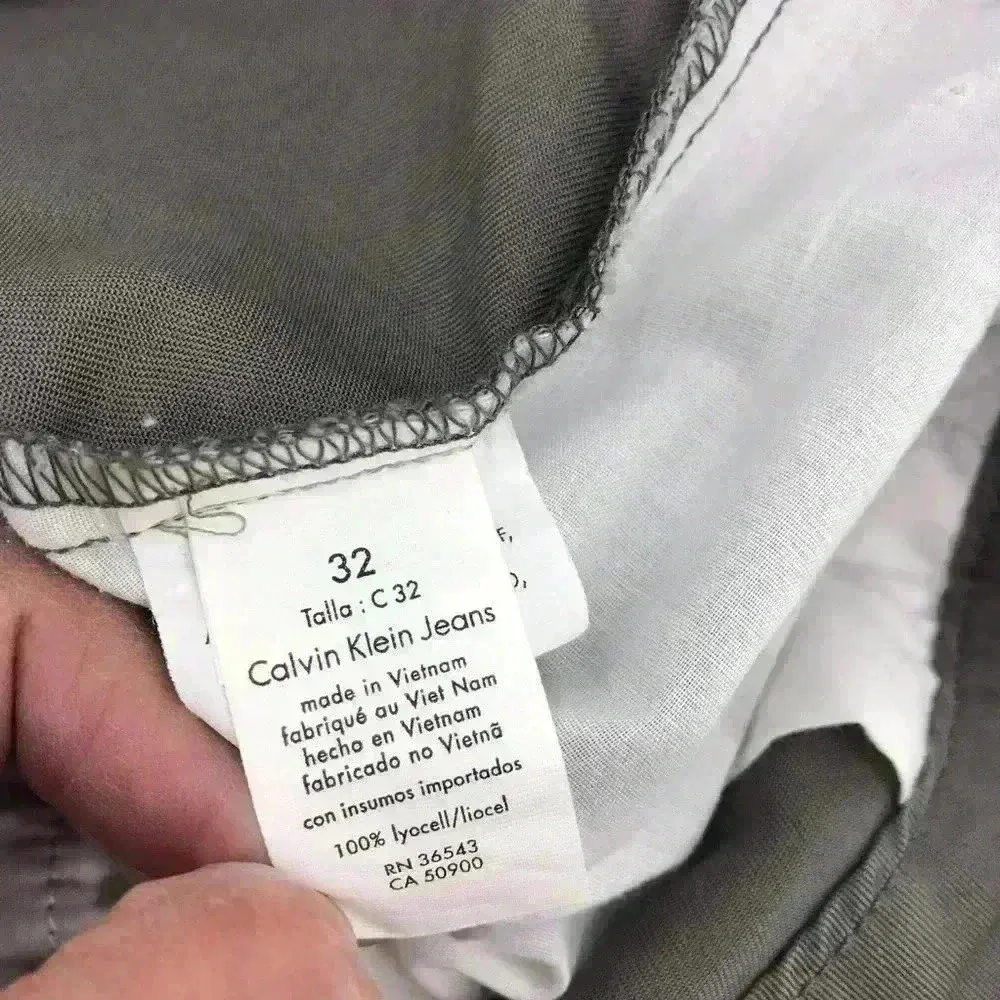 32
Talla : C 32
Calvin Klein Jeans
made in Vietnam
fabriqué au Viet Nam
hecho en Vietnam
fabricado no Vietnã
con insumos importados
100% lyocell/liocel
RN 36543
CA 50900